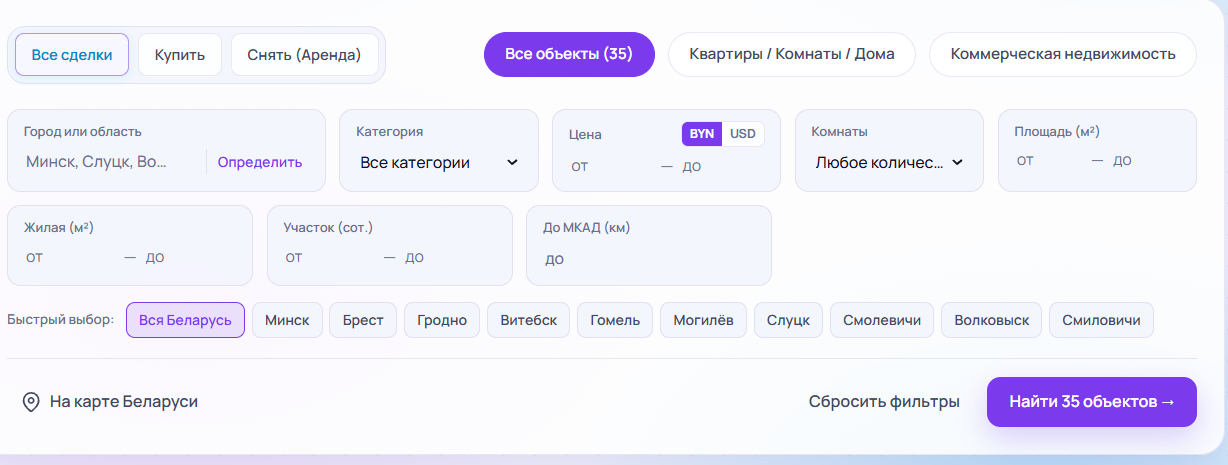 Все сделки Купить Снять (Аренда) Все объекты (35) Квартиры / Комнаты / Дома Коммерческая недвижимость
Город или область Категория Цена BYN USD Комнаты Площадь (м²)
Минск, Слуцк, Во... Определить Все категории от — до Любое количес... от — до
Жилая (м²) Участок (сот.) До МКАД (км)
от — до от — до до
Быстрый выбор: Вся Беларусь Минск Брест Гродно Витебск Гомель Могилёв Слуцк Смолевичи Волковыск Смиловичи
На карте Беларуси Сбросить фильтры Найти 35 объектов →